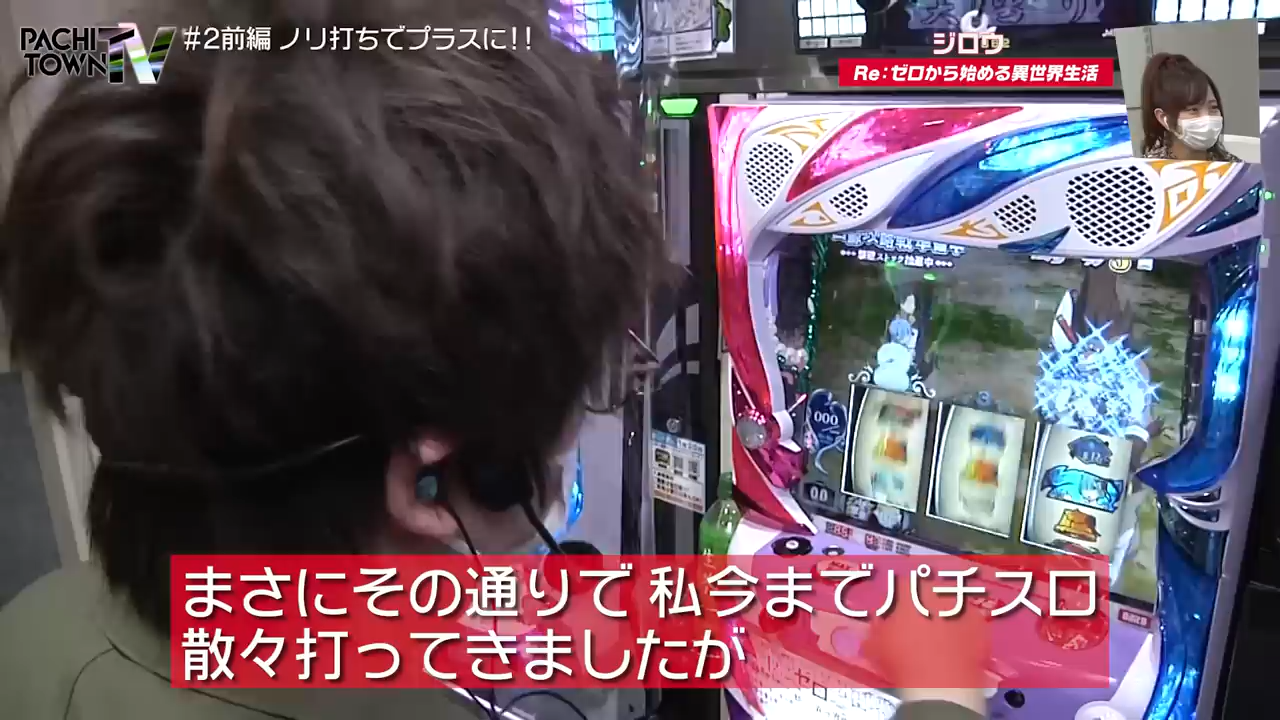 PACHI
TOWN TV
#2前編 ノリ打ちでプラスに!!
ジロウ
Re:ゼロから始める異世界生活
000
00
まさにその通りで 私今までパチスロ
散々打ってきましたが